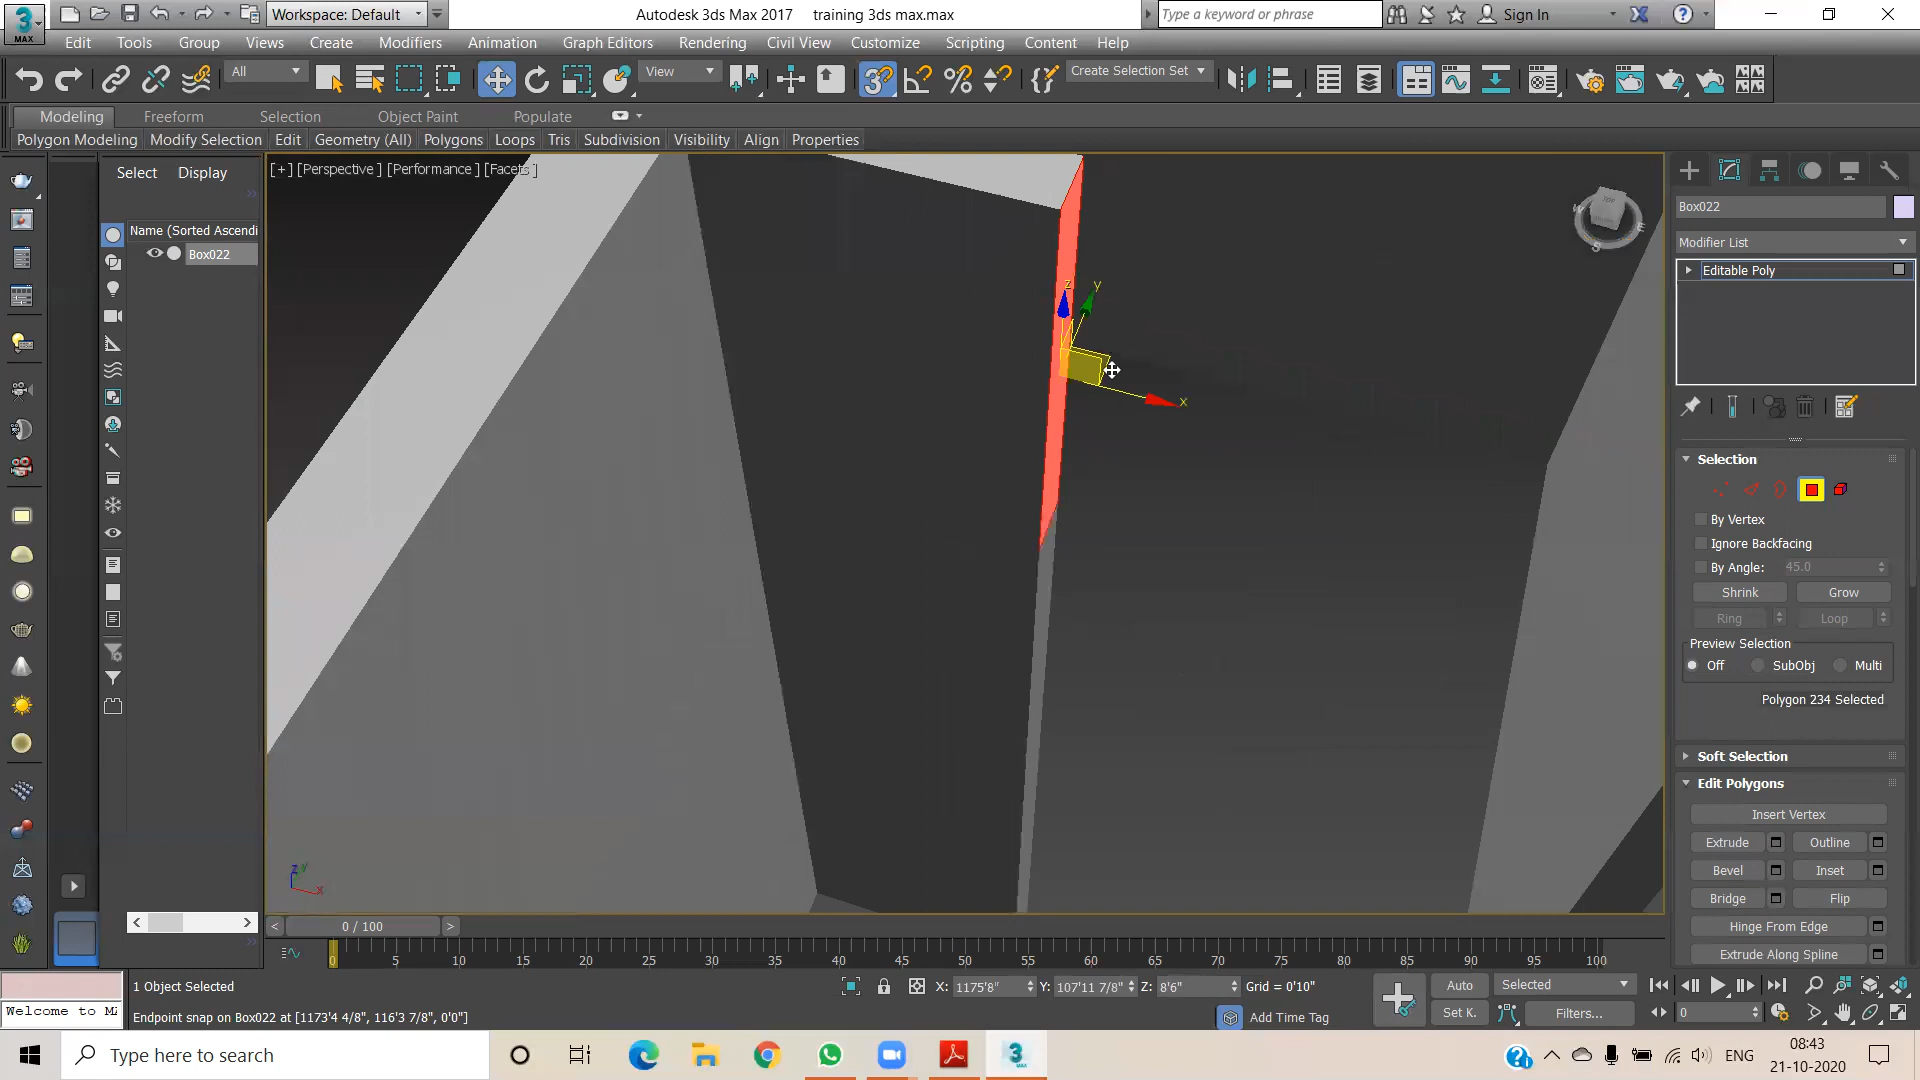 3 MAX Workspace: Default Autodesk 3ds Max 2017 training 3ds max.max Type a keyword or phrase Sign In
Edit Tools Group Views Create Modifiers Animation Graph Editors Rendering Civil View Customize Scripting Content Help
All View 3 Create Selection Set
Modeling Freeform Selection Object Paint Populate
Polygon Modeling Modify Selection Edit Geometry (All) Polygons Loops Tris Subdivision Visibility Align Properties
Select Display
[+] [Perspective ] [Performance ] [Facets ]
Name (Sorted Ascendi
Box022
TOP
S
E
z
y
x
Box022
Modifier List
Editable Poly
Selection
By Vertex
Ignore Backfacing
By Angle: 45.0
Shrink Grow
Ring Loop
Preview Selection
Off SubObj Multi
Polygon 234 Selected
Soft Selection
Edit Polygons
Insert Vertex
Extrude Outline
Bevel Inset
Bridge Flip
Hinge From Edge
Extrude Along Spline
z y
x
< 0 / 100 >
0 5 10 15 20 25 30 35 40 45 50 55 60 65 70 75 80 85 90 95 100
1 Object Selected X: 1175'8" Y: 107'11 7/8" Z: 8'6" Grid = 0'10" Auto Selected
Welcome to MA Endpoint snap on Box022 at [1173'4 4/8", 116'3 7/8", 0'0"] Add Time Tag Set K. Filters... 0
Type here to search
ENG
08:43
21-10-2020